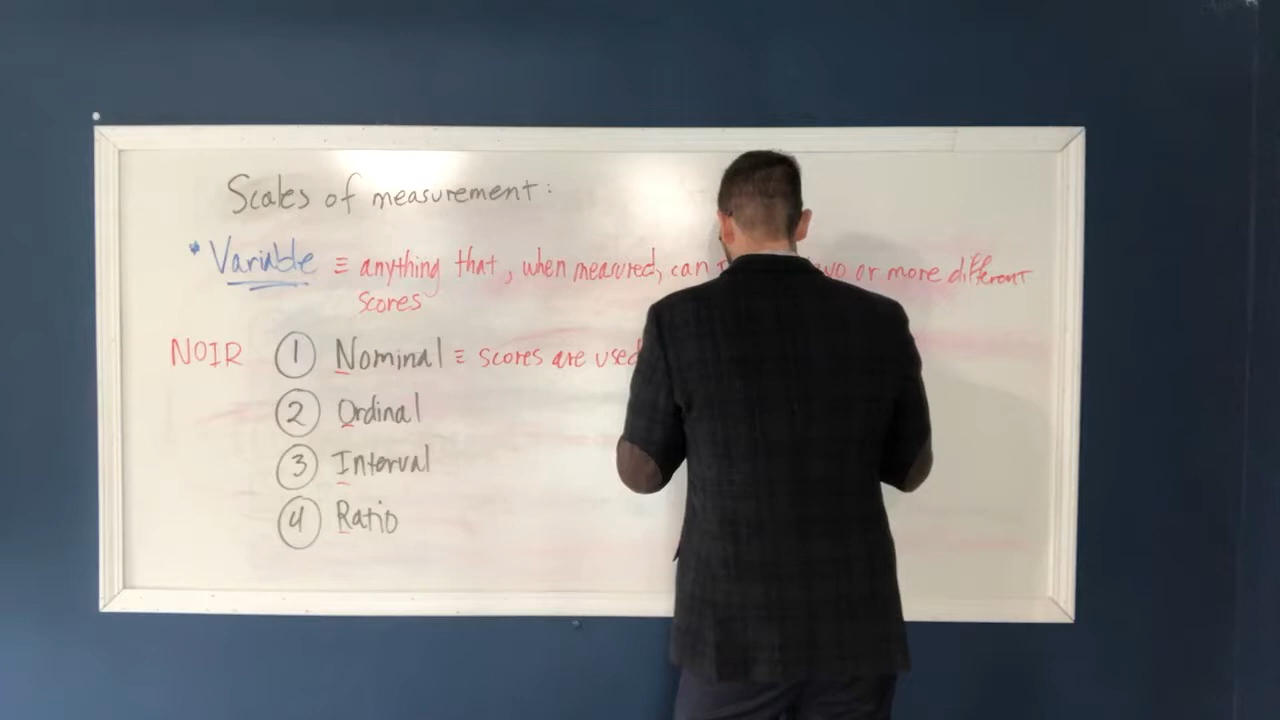 Scales of measurement:
* Variable ≡ anything that, when measured, can or more different
scores
NOIR ① Nominal ≡ scores are used
② Ordinal
③ Interval
④ Ratio